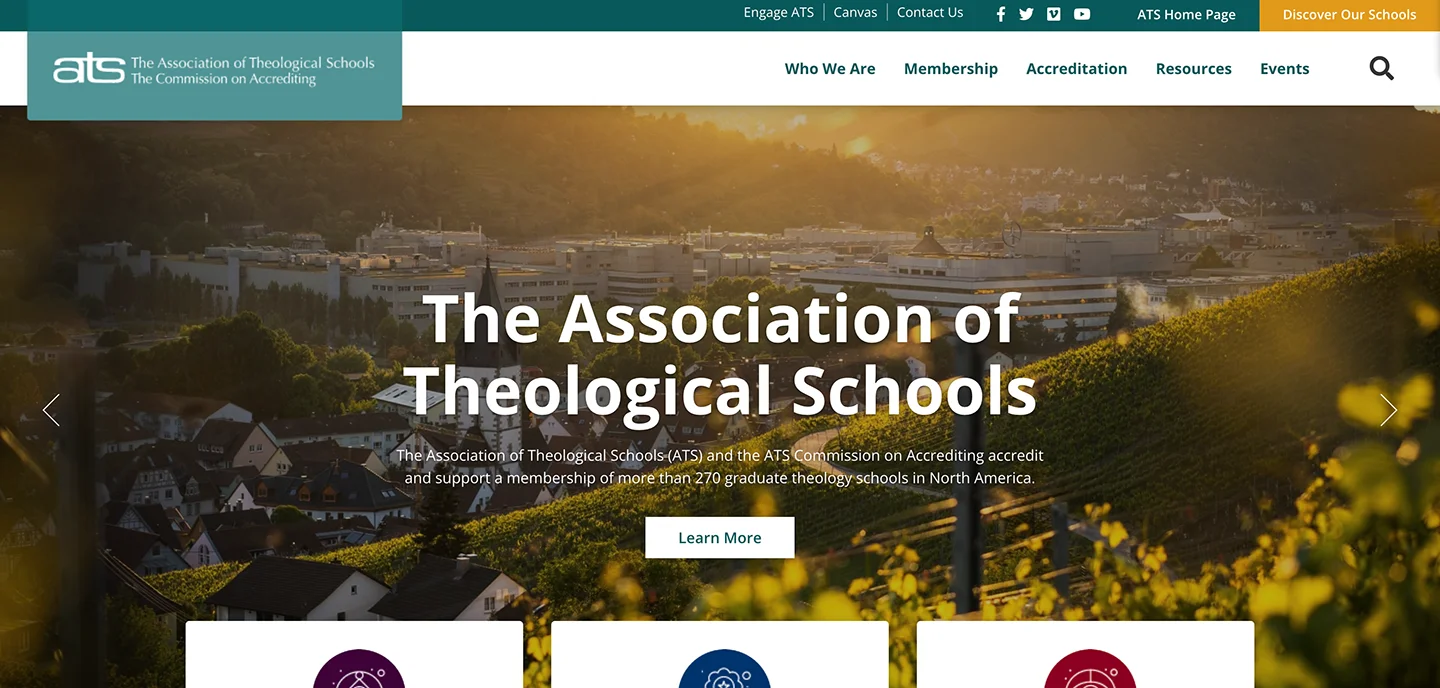 Engage ATS
Canvas
Contact Us
ATS Home Page
Discover Our Schools
ats
The Association of Theological Schools
The Commission on Accrediting
Who We Are
Membership
Accreditation
Resources
Events
The Association of
Theological Schools
The Association of Theological Schools (ATS) and the ATS Commission on Accrediting accredit
and support a membership of more than 270 graduate theology schools in North America.
Learn More